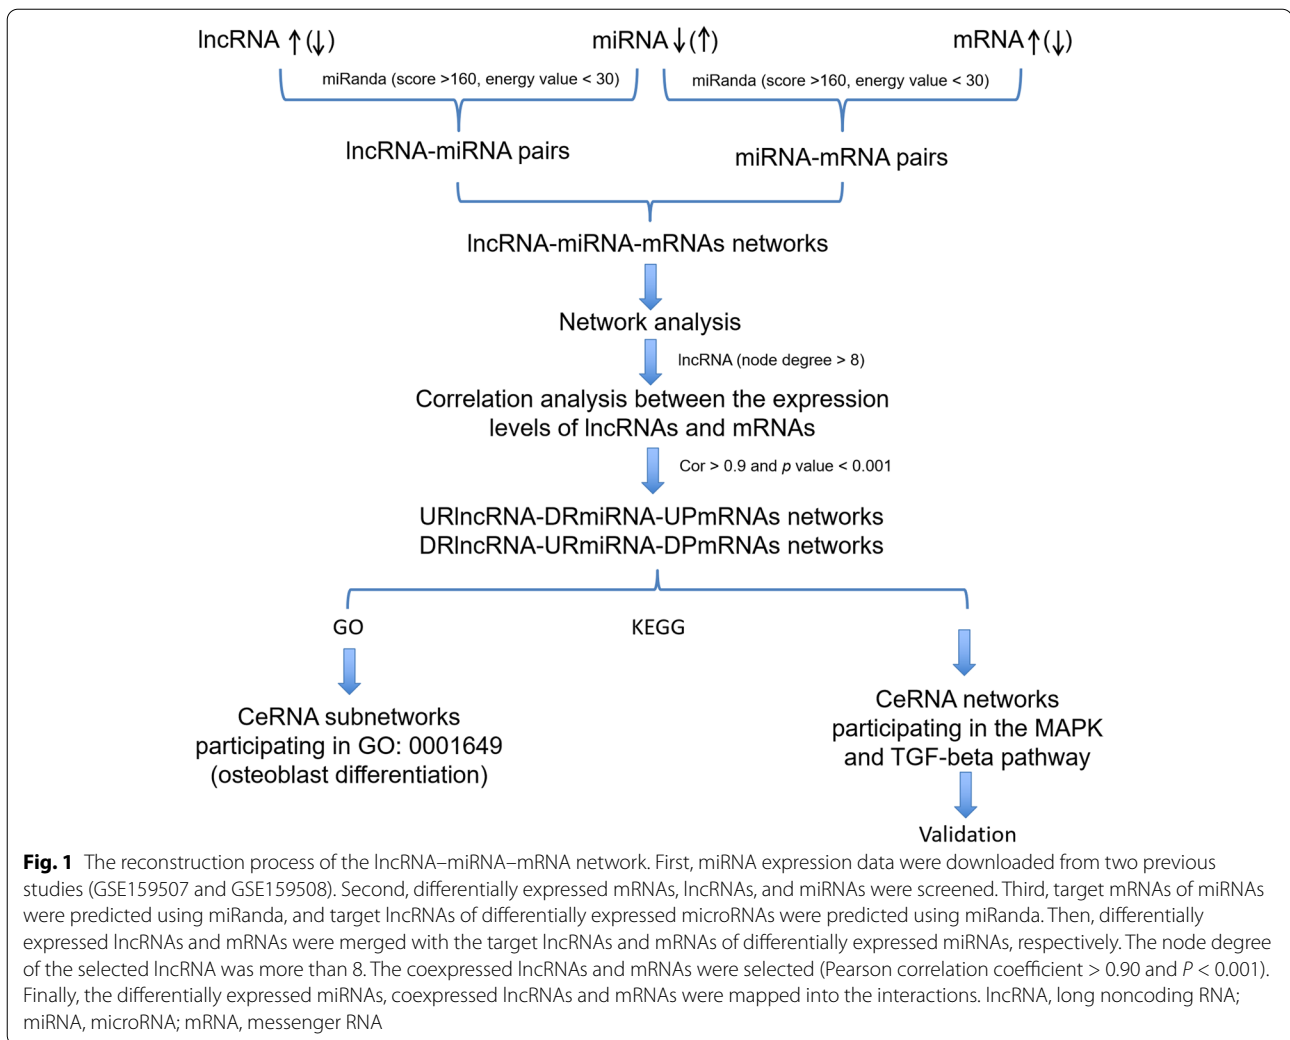 lncRNA ↑(↓) miRNA ↓(↑) mRNA ↑(↓)
miRanda (score >160, energy value < 30) miRanda (score >160, energy value < 30)
lncRNA-miRNA pairs miRNA-mRNA pairs
lncRNA-miRNA-mRNAs networks
Network analysis
lncRNA (node degree > 8)
Correlation analysis between the expression
levels of lncRNAs and mRNAs
Cor > 0.9 and p value < 0.001
URlncRNA-DRmiRNA-UPmRNAs networks
DRlncRNA-URmiRNA-DPmRNAs networks
GO KEGG
CeRNA subnetworks
participating in GO: 0001649
(osteoblast differentiation)
CeRNA networks
participating in the MAPK
and TGF-beta pathway
Validation
Fig. 1 The reconstruction process of the lncRNA–miRNA–mRNA network. First, miRNA expression data were downloaded from two previous
studies (GSE159507 and GSE159508). Second, differentially expressed mRNAs, lncRNAs, and miRNAs were screened. Third, target mRNAs of miRNAs
were predicted using miRanda, and target lncRNAs of differentially expressed microRNAs were predicted using miRanda. Then, differentially
expressed lncRNAs and mRNAs were merged with the target lncRNAs and mRNAs of differentially expressed miRNAs, respectively. The node degree
of the selected lncRNA was more than 8. The coexpressed lncRNAs and mRNAs were selected (Pearson correlation coefficient > 0.90 and P < 0.001).
Finally, the differentially expressed miRNAs, coexpressed lncRNAs and mRNAs were mapped into the interactions. lncRNA, long noncoding RNA;
miRNA, microRNA; mRNA, messenger RNA